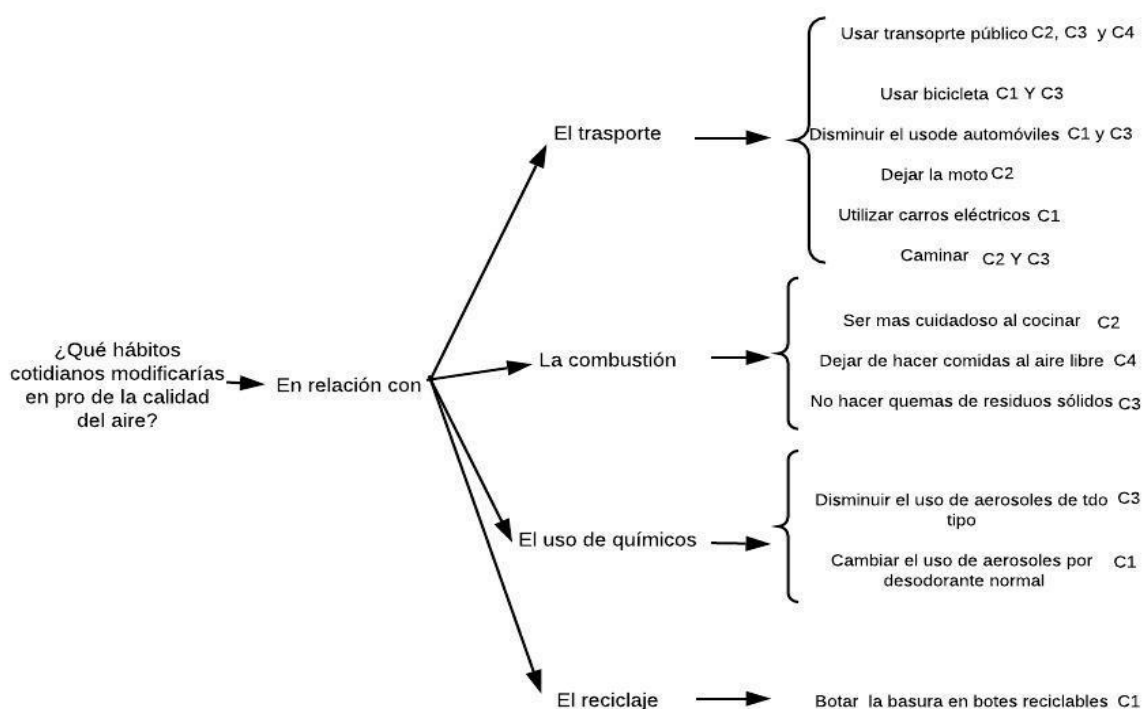 ¿Qué hábitos
cotidianos modificarías
en pro de la calidad
del aire?
En relación con
El trasporte
Usar transoprte público C2, C3 y C4
Usar bicicleta C1 Y C3
Disminuir el usode automóviles C1 y C3
Dejar la moto C2
Utilizar carros eléctricos C1
Caminar C2 Y C3
La combustión
Ser mas cuidadoso al cocinar C2
Dejar de hacer comidas al aire libre C4
No hacer quemas de residuos sólidos C3
El uso de químicos
Disminuir el uso de aerosoles de tdo C3
tipo
Cambiar el uso de aerosoles por C1
desodorante normal
El reciclaje
Botar la basura en botes reciclables C1